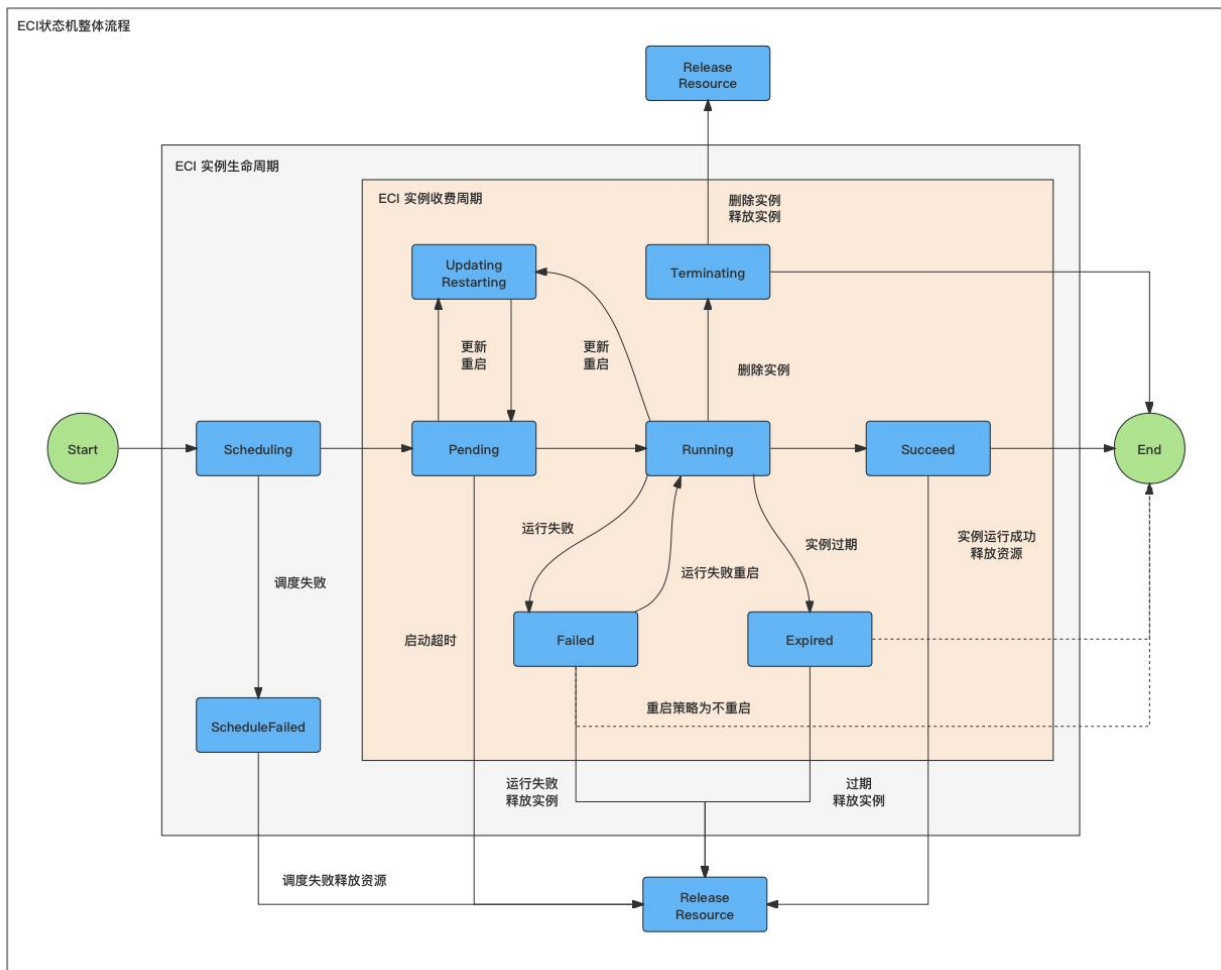 ECI状态机整体流程
Release
Resource
ECI 实例生命周期
ECI 实例收费周期
删除实例
释放实例
Updating
Restarting
Terminating
更新
重启
更新
重启
删除实例
Start
Scheduling
Pending
Running
Succeed
End
运行失败
实例过期
实例运行成功
释放资源
运行失败重启
调度失败
启动超时
Failed
Expired
重启策略为不重启
ScheduleFailed
运行失败
释放实例
过期
释放实例
调度失败释放资源
Release
Resource